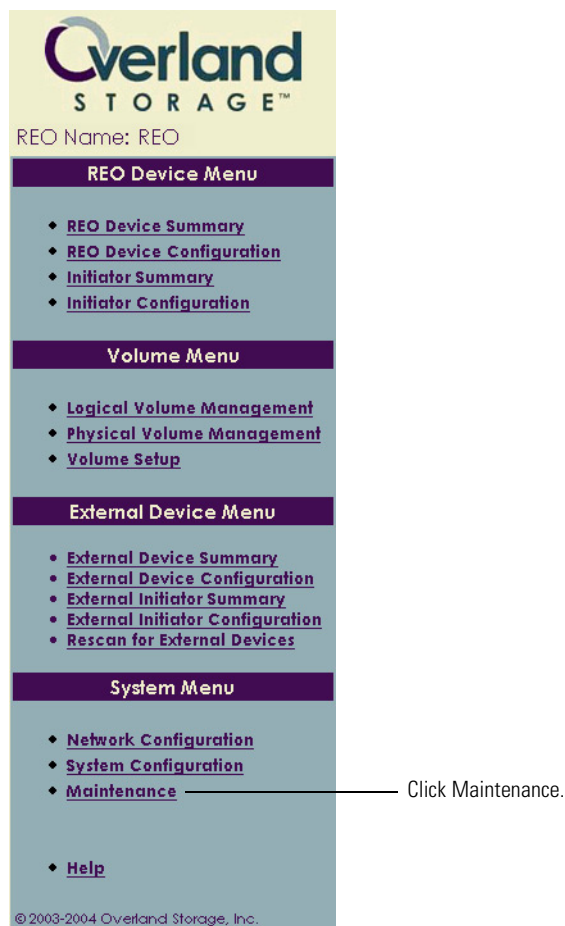 Overland
STORAGE™
REO Name: REO
REO Device Menu
REO Device Summary
REO Device Configuration
Initiator Summary
Initiator Configuration
Volume Menu
Logical Volume Management
Physical Volume Management
Volume Setup
External Device Menu
External Device Summary
External Device Configuration
External Initiator Summary
External Initiator Configuration
Rescan for External Devices
System Menu
Network Configuration
System Configuration
Maintenance
Click Maintenance.
Help
© 2003-2004 Overland Storage, Inc.